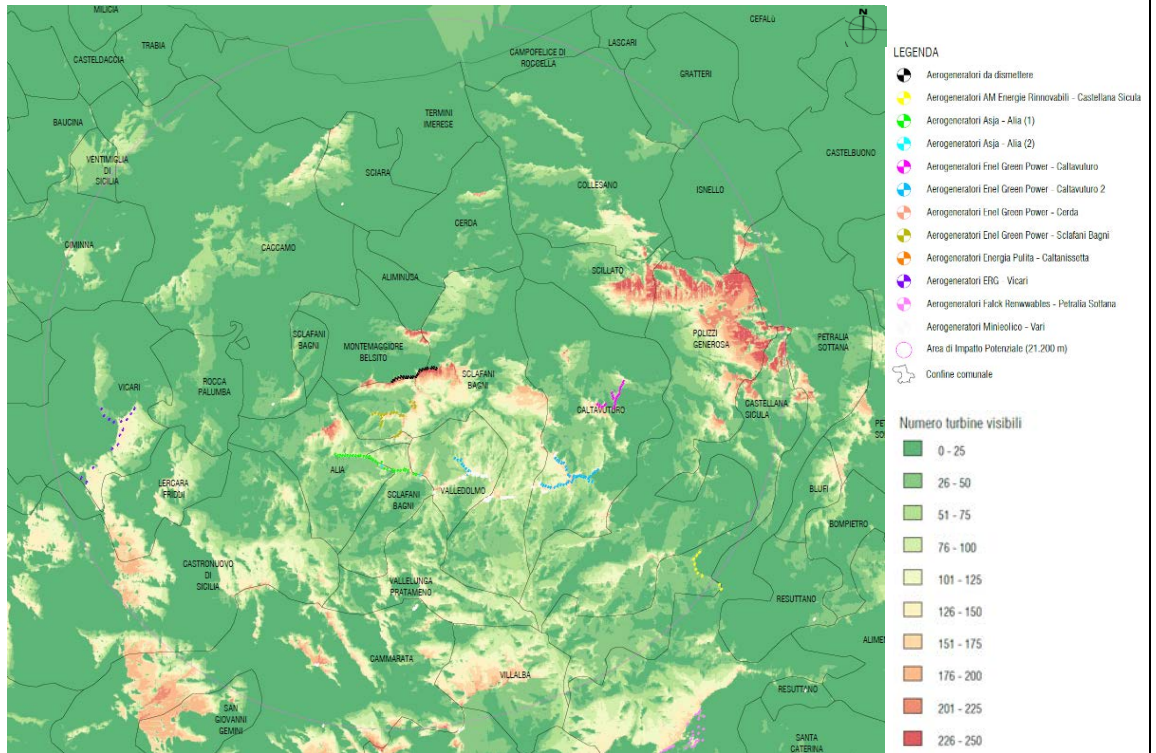 MILICIA
CEFALù
N
TRABIA
LASCARI
CASTELDACCIA
CAMPOFELICE DI
ROCCELLA
GRATTERI
TERMINI
IMERESE
BAUCINA
CASTELBUONO
VENTIMIGLIA
DI
SICILIA
SCIARA
COLLESANO
ISNELLO
CERDA
CIMINNA
CACCAMO
SCILLATO
ALIMINUSA
SCLAFANI
BAGNI
MONTEMAGGIORE
BELSITO
POLIZZI
GENEROSA
PETRALIA
SOTTANA
SCLAFANI
BAGNI
VICARI
ROCCA
PALUMBA
CASTELLANA
SICULA
CALTAVUTURO
PET
SO
ALIA
LERCARA
FRIDDI
SCLAFANI
BAGNI
VALLEDOLMO
BLUFI
BOMPIETRO
CASTRONUOVO
DI
SICILIA
VALLELUNGA
PRATAMENO
RESUTTANO
ALIME
CAMMARATA
VILLALBA
RESUTTANO
SAN
GIOVANNI
GEMINI
SANTA
CATERINA
LEGENDA
Aerogeneratori da dismettere
Aerogeneratori AM Energie Rinnovabili - Castellana Sicula
Aerogeneratori Asja - Alia (1)
Aerogeneratori Asja - Alia (2)
Aerogeneratori Enel Green Power - Caltavuturo
Aerogeneratori Enel Green Power - Caltavuturo 2
Aerogeneratori Enel Green Power - Cerda
Aerogeneratori Enel Green Power - Sclafani Bagni
Aerogeneratori Energia Pulita - Caltanissetta
Aerogeneratori ERG - Vicari
Aerogeneratori Falck Renwwables - Petralia Sottana
Aerogeneratori Minieolico - Vari
Area di Impatto Potenziale (21.200 m)
Confine comunale
Numero turbine visibili
0 - 25
26 - 50
51 - 75
76 - 100
101 - 125
126 - 150
151 - 175
176 - 200
201 - 225
226 - 250